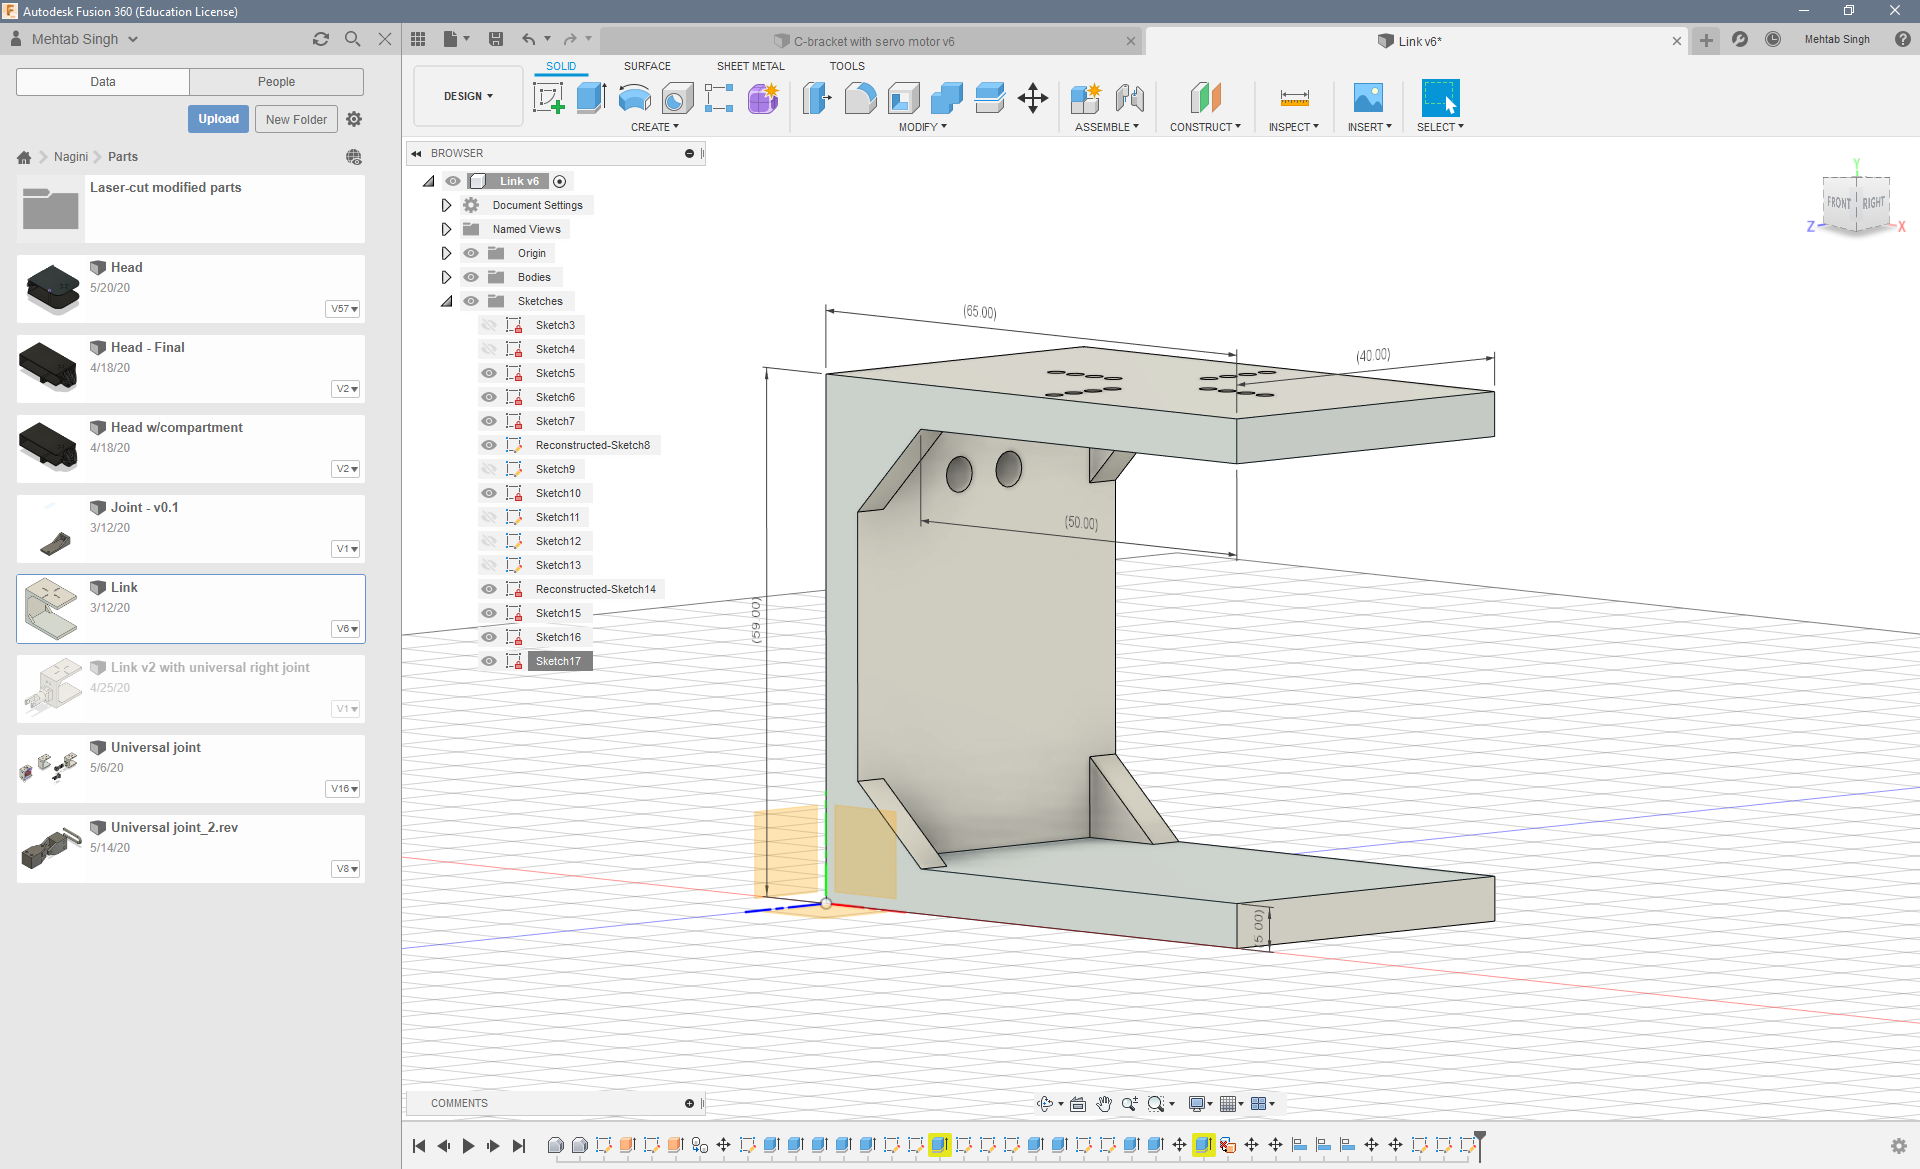 Autodesk Fusion 360 (Education License)
Mehtab Singh
C-bracket with servo motor v6
Link v6*
Mehtab Singh
Data
People
Upload
New Folder
Nagini
Parts
Laser-cut modified parts
Head
5/20/20
V57
Head - Final
4/18/20
V2
Head w/compartment
4/18/20
V2
Joint - v0.1
3/12/20
V1
Link
3/12/20
V6
Link v2 with universal right joint
4/25/20
V1
Universal joint
5/6/20
V16
Universal joint_2.rev
5/14/20
V8
SOLID
SURFACE
SHEET METAL
TOOLS
DESIGN
CREATE
MODIFY
ASSEMBLE
CONSTRUCT
INSPECT
INSERT
SELECT
BROWSER
Link v6
Document Settings
Named Views
Origin
Bodies
Sketches
Sketch3
Sketch4
Sketch5
Sketch6
Sketch7
Reconstructed-Sketch8
Sketch9
Sketch10
Sketch11
Sketch12
Sketch13
Reconstructed-Sketch14
Sketch15
Sketch16
Sketch17
Y
FRONT
RIGHT
Z
X
(65.00)
(40.00)
(50.00)
(59.00)
(5.00)
COMMENTS